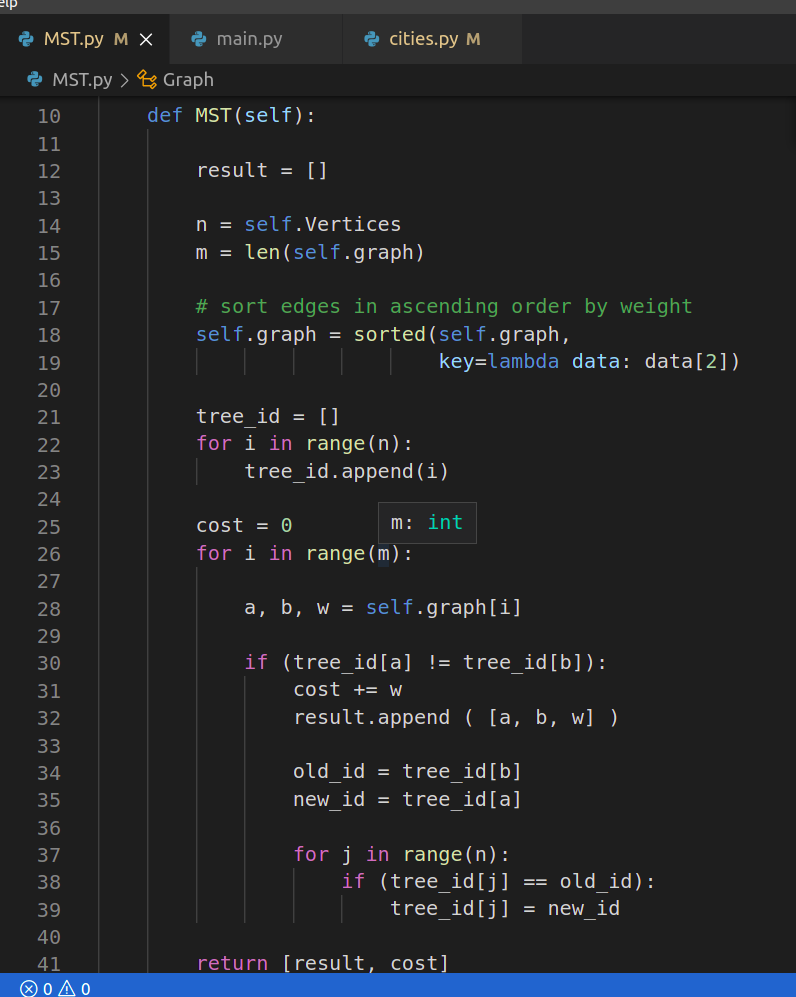 elp
MST.py M
main.py
cities.py M
MST.py > Graph
10 def MST(self):
11
12 result = []
13
14 n = self.Vertices
15 m = len(self.graph)
16
17 # sort edges in ascending order by weight
18 self.graph = sorted(self.graph,
19 key=lambda data: data[2])
20
21 tree_id = []
22 for i in range(n):
23 tree_id.append(i)
24
25 cost = 0
m: int
26 for i in range(m):
27
28 a, b, w = self.graph[i]
29
30 if (tree_id[a] != tree_id[b]):
31 cost += w
32 result.append ( [a, b, w] )
33
34 old_id = tree_id[b]
35 new_id = tree_id[a]
36
37 for j in range(n):
38 if (tree_id[j] == old_id):
39 tree_id[j] = new_id
40
41 return [result, cost]
0 0